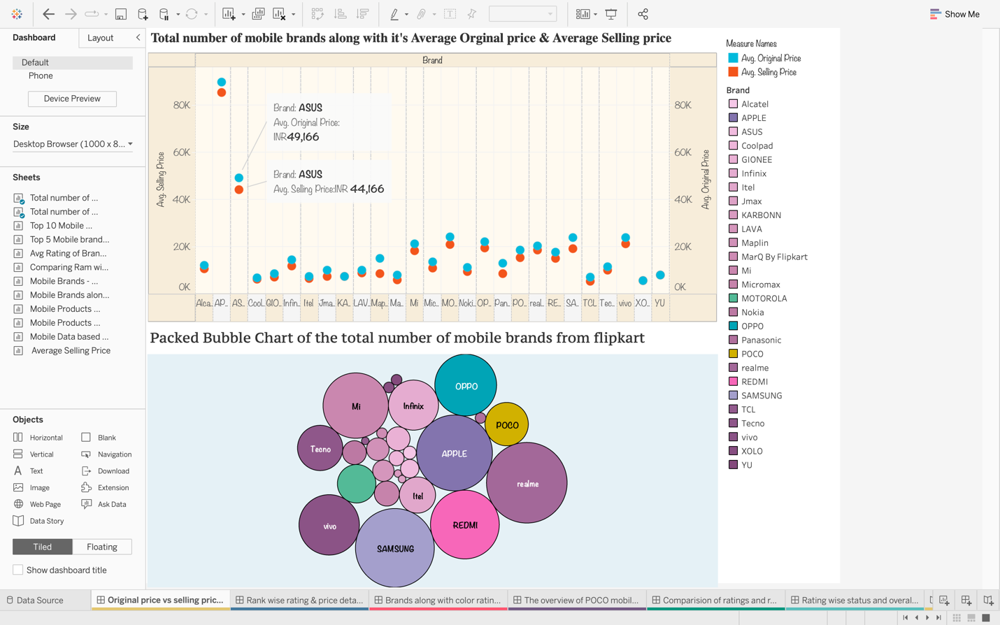 Show Me
Dashboard
Layout
Default
Phone
Device Preview
Size
Desktop Browser (1000 x 8...
Sheets
Total number of ...
Total number of ...
Top 10 Mobile ...
Top 5 Mobile brand...
Avg Rating of Bran...
Comparing Ram wi...
Mobile Brands - ...
Mobile Brands alon...
Mobile Products ...
Mobile Products ...
Mobile Data based ...
Average Selling Price
Objects
Horizontal
Blank
Vertical
Navigation
Text
Download
Image
Extension
Web Page
Ask Data
Data Story
Tiled
Floating
Show dashboard title
Total number of mobile brands along with it's Average Orginal price & Average Selling price
Brand
Avg. Selling Price
80K
60K
40K
20K
0K
Brand: ASUS
Avg. Original Price:
INR49,166
Brand: ASUS
Avg. Selling Price:INR 44,166
80K
60K
40K
20K
0K
Avg. Original Price
Alca.. AP.. AS.. Cool.. GIO.. Infin.. Itel Jma.. KA.. LAV.. Map.. Ma.. Mi Mic.. MO.. Noki.. OP.. Pan.. PO.. real.. RE.. SA.. TCL Tec.. vivo XO.. YU
Packed Bubble Chart of the total number of mobile brands from flipkart
OPPO
Mi
Infinix
POCO
Tecno
APPLE
realme
Itel
vivo
REDMI
SAMSUNG
Measure Names
Avg. Original Price
Avg. Selling Price
Brand
Alcatel
APPLE
ASUS
Coolpad
GIONEE
Infinix
Itel
Jmax
KARBONN
LAVA
Maplin
MarQ By Flipkart
Mi
Micromax
MOTOROLA
Nokia
OPPO
Panasonic
POCO
realme
REDMI
SAMSUNG
TCL
Tecno
vivo
XOLO
YU
Data Source
Original price vs selling pric...
Rank wise rating & price deta...
Brands along with color ratin...
The overview of POCO mobil...
Comparision of ratings and r...
Rating wise status and overal...